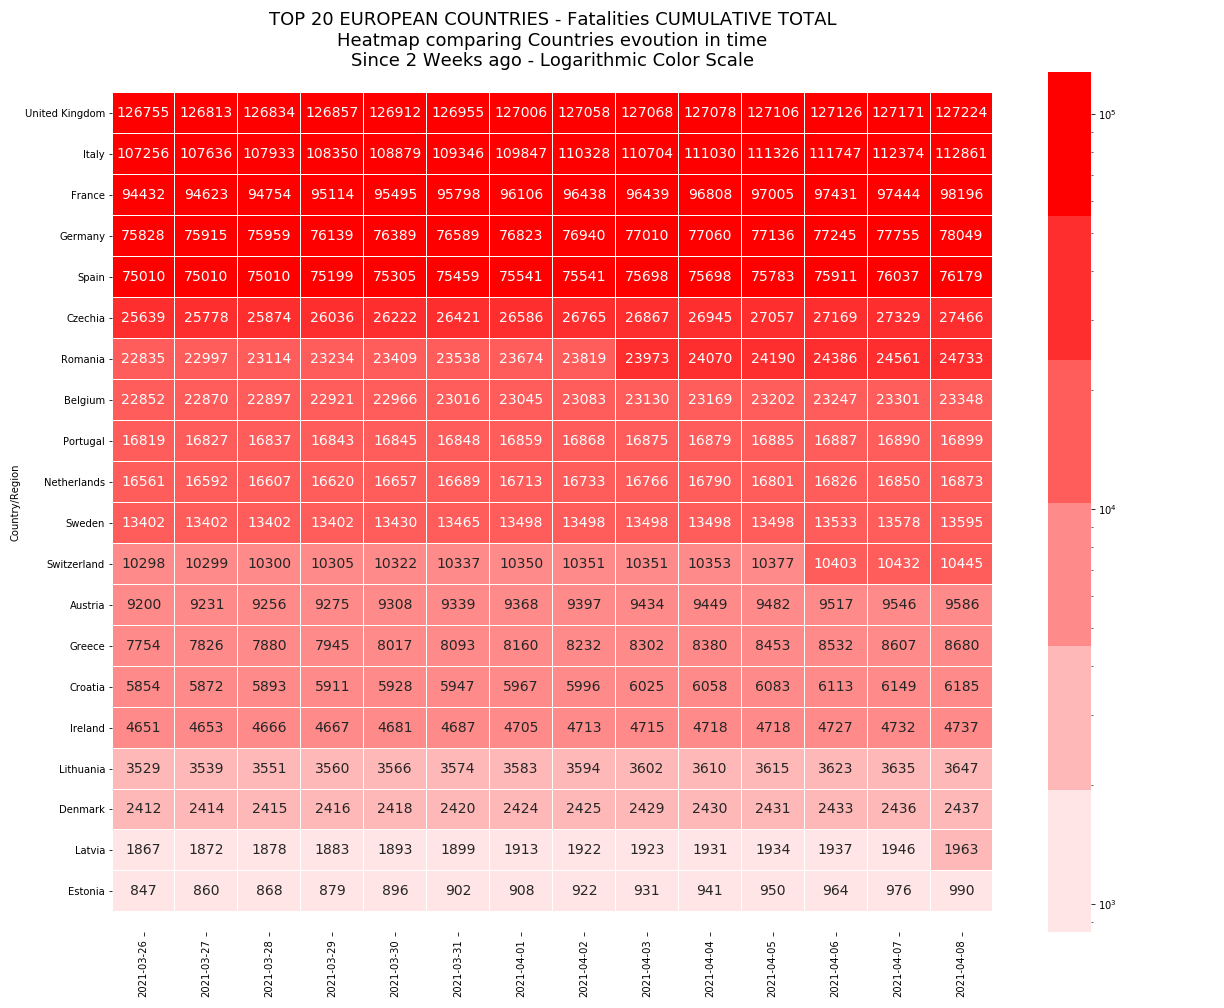 TOP 20 EUROPEAN COUNTRIES - Fatalities CUMULATIVE TOTAL
Heatmap comparing Countries evoution in time
Since 2 Weeks ago - Logarithmic Color Scale
Country/Region
United Kingdom 126755 126813 126834 126857 126912 126955 127006 127058 127068 127078 127106 127126 127171 127224
Italy 107256 107636 107933 108350 108879 109346 109847 110328 110704 111030 111326 111747 112374 112861
France 94432 94623 94754 95114 95495 95798 96106 96438 96439 96808 97005 97431 97444 98196
Germany 75828 75915 75959 76139 76389 76589 76823 76940 77010 77060 77136 77245 77755 78049
Spain 75010 75010 75010 75199 75305 75459 75541 75541 75698 75698 75783 75911 76037 76179
Czechia 25639 25778 25874 26036 26222 26421 26586 26765 26867 26945 27057 27169 27329 27466
Romania 22835 22997 23114 23234 23409 23538 23674 23819 23973 24070 24190 24386 24561 24733
Belgium 22852 22870 22897 22921 22966 23016 23045 23083 23130 23169 23202 23247 23301 23348
Portugal 16819 16827 16837 16843 16845 16848 16859 16868 16875 16879 16885 16887 16890 16899
Netherlands 16561 16592 16607 16620 16657 16689 16713 16733 16766 16790 16801 16826 16850 16873
Sweden 13402 13402 13402 13402 13430 13465 13498 13498 13498 13498 13498 13533 13578 13595
Switzerland 10298 10299 10300 10305 10322 10337 10350 10351 10351 10353 10377 10403 10432 10445
Austria 9200 9231 9256 9275 9308 9339 9368 9397 9434 9449 9482 9517 9546 9586
Greece 7754 7826 7880 7945 8017 8093 8160 8232 8302 8380 8453 8532 8607 8680
Croatia 5854 5872 5893 5911 5928 5947 5967 5996 6025 6058 6083 6113 6149 6185
Ireland 4651 4653 4666 4667 4681 4687 4705 4713 4715 4718 4718 4727 4732 4737
Lithuania 3529 3539 3551 3560 3566 3574 3583 3594 3602 3610 3615 3623 3635 3647
Denmark 2412 2414 2415 2416 2418 2420 2424 2425 2429 2430 2431 2433 2436 2437
Latvia 1867 1872 1878 1883 1893 1899 1913 1922 1923 1931 1934 1937 1946 1963
Estonia 847 860 868 879 896 902 908 922 931 941 950 964 976 990
2021-03-26 2021-03-27 2021-03-28 2021-03-29 2021-03-30 2021-03-31 2021-04-01 2021-04-02 2021-04-03 2021-04-04 2021-04-05 2021-04-06 2021-04-07 2021-04-08
10⁵
10⁴
10³